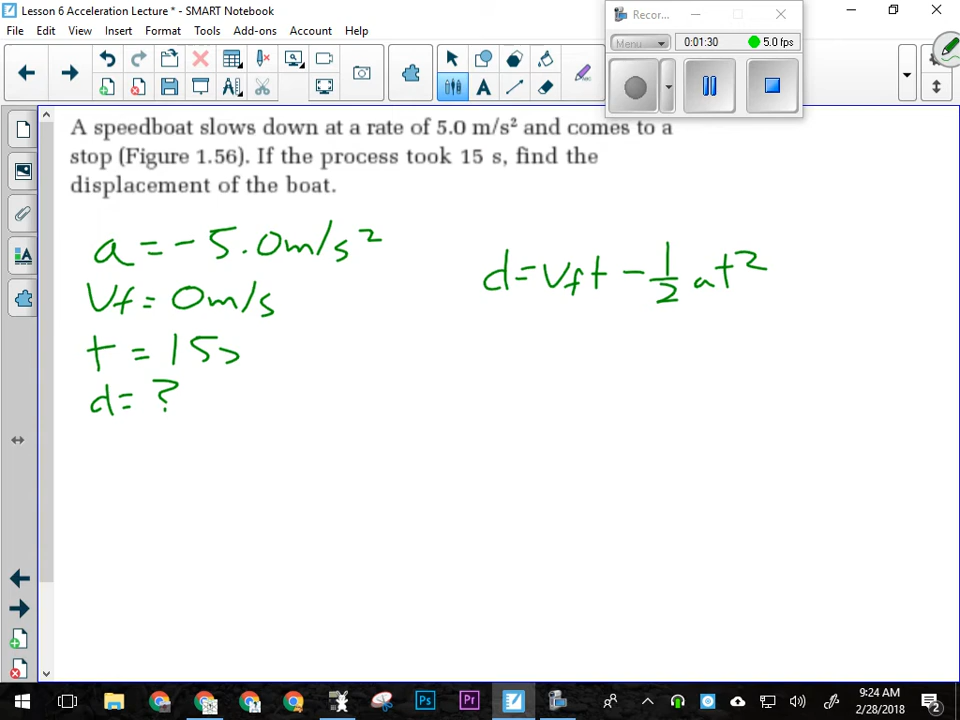 Lesson 6 Acceleration Lecture * - SMART Notebook
File Edit View Insert Format Tools Add-ons Account Help
Recor...
Menu 0:01:30 5.0 fps
A speedboat slows down at a rate of 5.0 m/s² and comes to a
stop (Figure 1.56). If the process took 15 s, find the
displacement of the boat.
a = -5.0m/s²
Vf = 0m/s
t = 15s
d = ?
d = Vft - 1/2 at²
Ps Pr
9:24 AM
2/28/2018
2